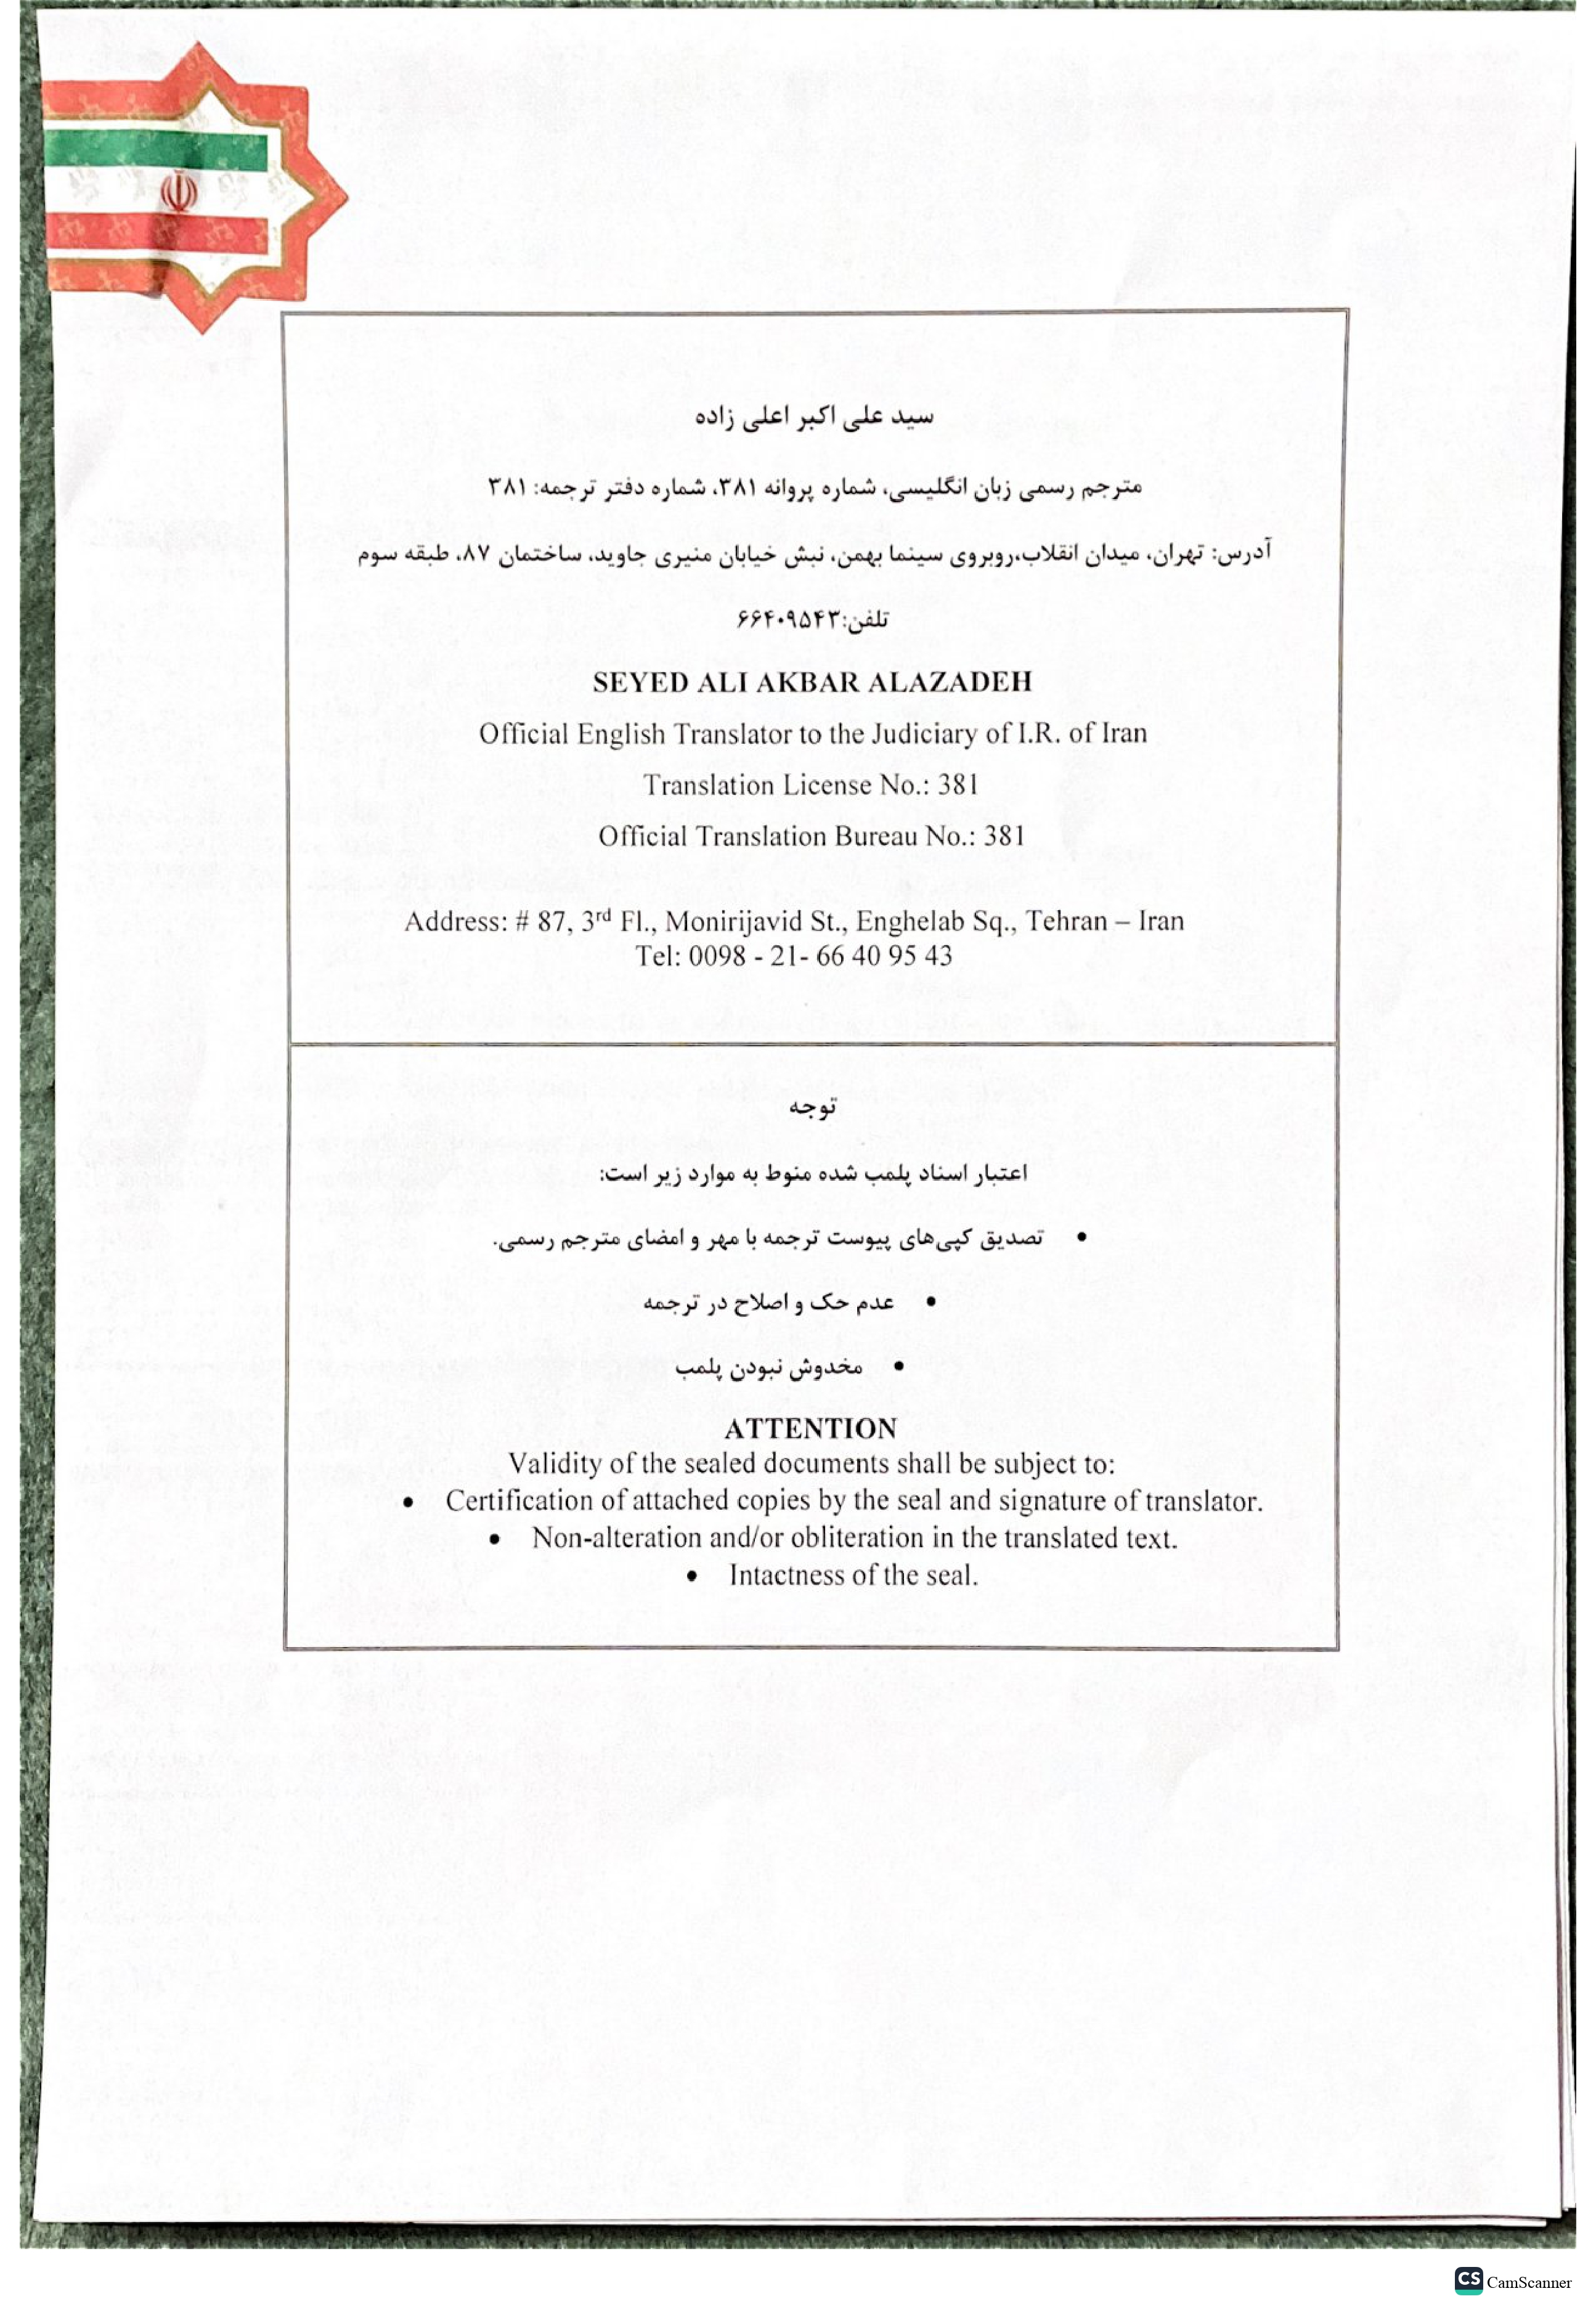 سید علی اکبر اعلی زاده
مترجم رسمی زبان انگلیسی، شماره پروانه ۳۸۱، شماره دفتر ترجمه: ۳۸۱
آدرس: تهران، میدان انقلاب،روبروی سینما بهمن، نبش خیابان منیری جاوید، ساختمان ۸۷، طبقه سوم
تلفن:۶۶۴۰۹۵۴۳
SEYED ALI AKBAR ALAZADEH
Official English Translator to the Judiciary of I.R. of Iran
Translation License No.: 381
Official Translation Bureau No.: 381
Address: # 87, 3rd Fl., Monirijavid St., Enghelab Sq., Tehran – Iran
Tel: 0098 - 21- 66 40 95 43
توجه
اعتبار اسناد پلمب شده منوط به موارد زیر است:
• تصدیق کپی‌های پیوست ترجمه با مهر و امضای مترجم رسمی.
• عدم حک و اصلاح در ترجمه
• مخدوش نبودن پلمب
ATTENTION
Validity of the sealed documents shall be subject to:
• Certification of attached copies by the seal and signature of translator.
• Non-alteration and/or obliteration in the translated text.
• Intactness of the seal.
CS CamScanner